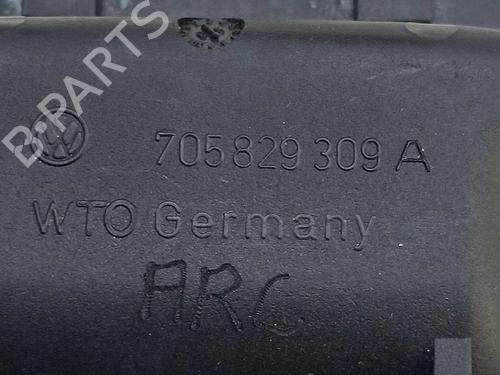 B·PARTS
705 829 309 A
WTO Germany
ARC